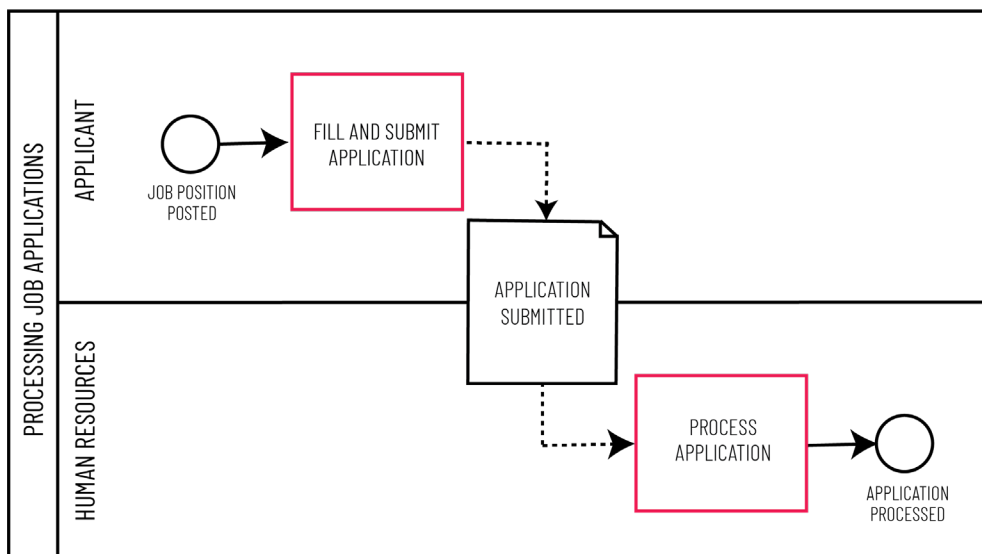 PROCESSING JOB APPLICATIONS
APPLICANT
JOB POSITION
POSTED
FILL AND SUBMIT
APPLICATION
APPLICATION
SUBMITTED
HUMAN RESOURCES
PROCESS
APPLICATION
APPLICATION
PROCESSED